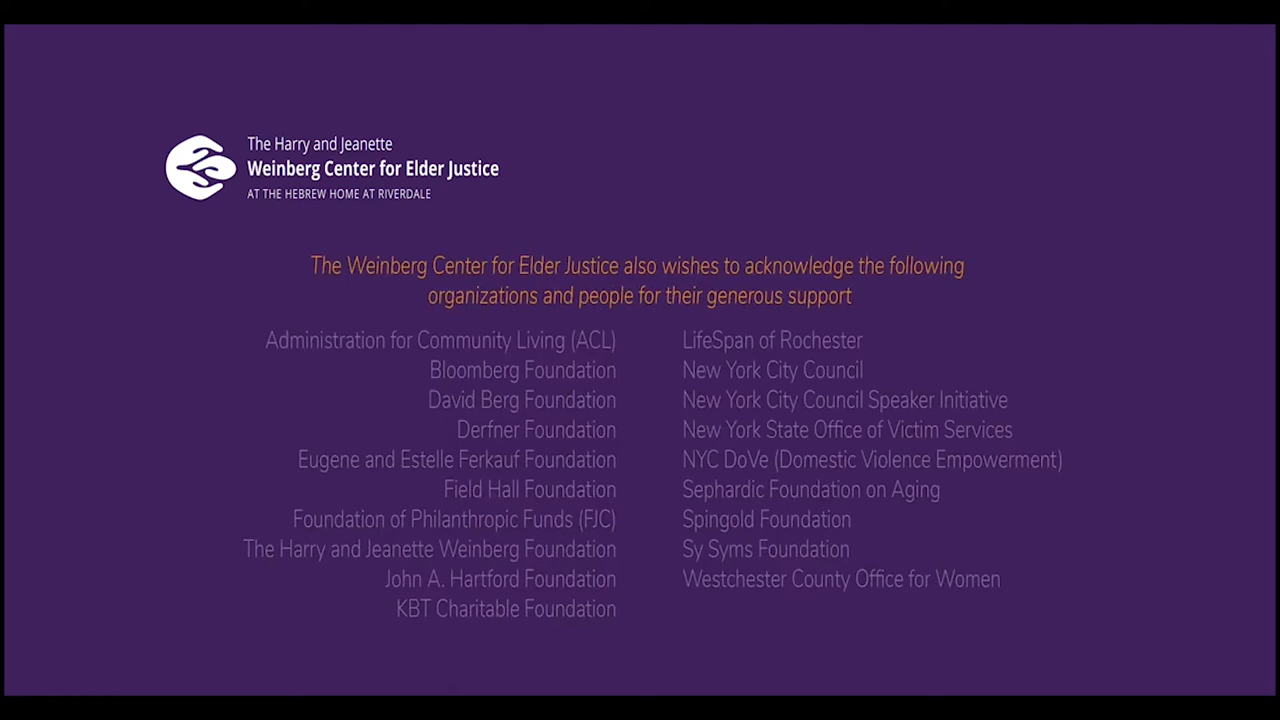 The Harry and Jeanette
Weinberg Center for Elder Justice
AT THE HEBREW HOME AT RIVERDALE
The Weinberg Center for Elder Justice also wishes to acknowledge the following
organizations and people for their generous support
Administration for Community Living (ACL)
Bloomberg Foundation
David Berg Foundation
Derfner Foundation
Eugene and Estelle Ferkauf Foundation
Field Hall Foundation
Foundation of Philanthropic Funds (FJC)
The Harry and Jeanette Weinberg Foundation
John A. Hartford Foundation
KBT Charitable Foundation
LifeSpan of Rochester
New York City Council
New York City Council Speaker Initiative
New York State Office of Victim Services
NYC DoVe (Domestic Violence Empowerment)
Sephardic Foundation on Aging
Spingold Foundation
Sy Syms Foundation
Westchester County Office for Women